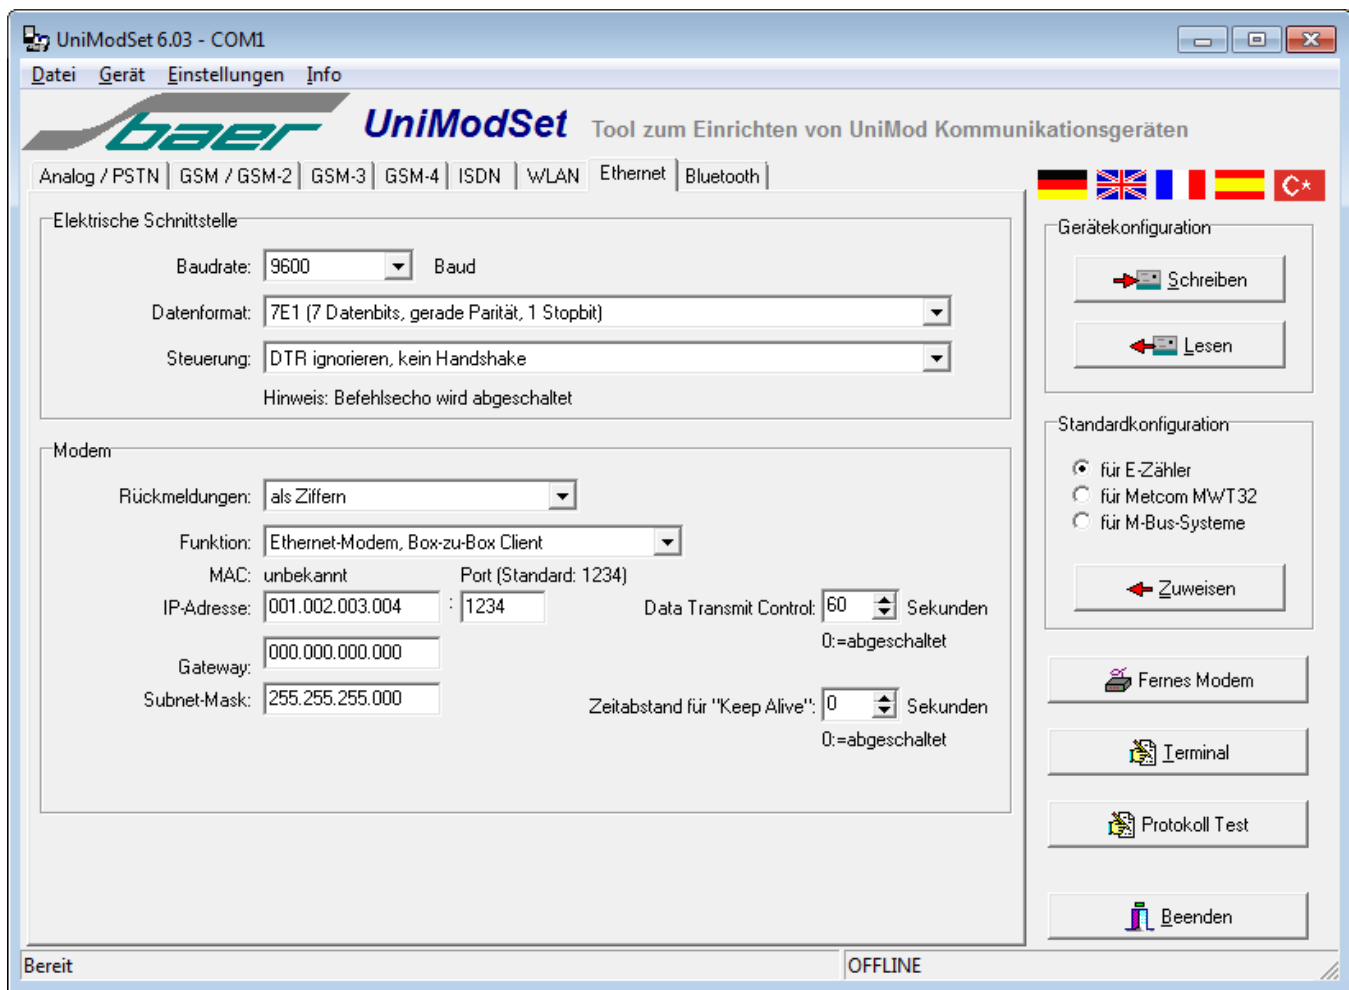 UniModSet 6.03 - COM1
Datei Gerät Einstellungen Info
baer UniModSet Tool zum Einrichten von UniMod Kommunikationsgeräten
Analog / PSTN GSM / GSM-2 GSM-3 GSM-4 ISDN WLAN Ethernet Bluetooth
Elektrische Schnittstelle
Baudrate: 9600 Baud
Datenformat: 7E1 (7 Datenbits, gerade Parität, 1 Stopbit)
Steuerung: DTR ignorieren, kein Handshake
Hinweis: Befehlsecho wird abgeschaltet
Modem
Rückmeldungen: als Ziffern
Funktion: Ethernet-Modem, Box-zu-Box Client
MAC: unbekannt Port (Standard: 1234)
IP-Adresse: 001.002.003.004 : 1234 Data Transmit Control: 60 Sekunden
0:=abgeschaltet
Gateway: 000.000.000.000
Subnet-Mask: 255.255.255.000 Zeitabstand für "Keep Alive": 0 Sekunden
0:=abgeschaltet
Gerätekonfiguration
Schreiben
Lesen
Standardkonfiguration
für E-Zähler
für Metcom MWT32
für M-Bus-Systeme
Zuweisen
Fernes Modem
Terminal
Protokoll Test
Beenden
Bereit OFFLINE